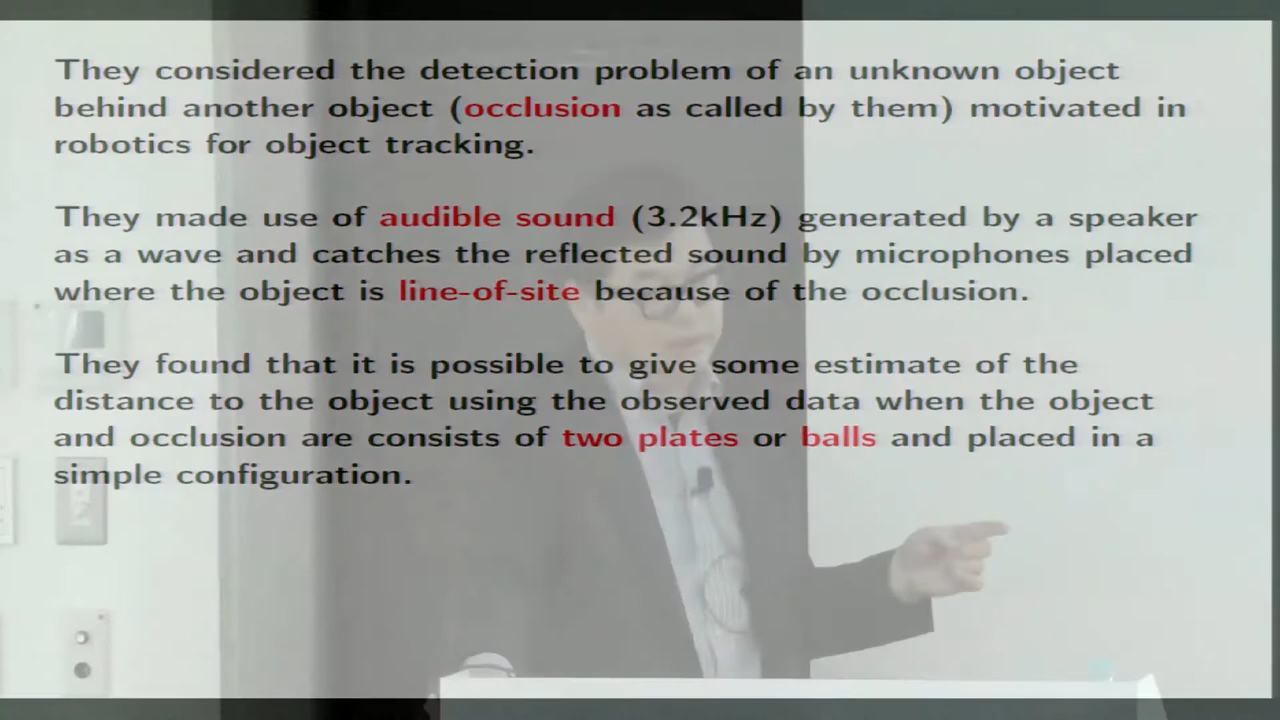 They considered the detection problem of an unknown object
behind another object (occlusion as called by them) motivated in
robotics for object tracking.
They made use of audible sound (3.2kHz) generated by a speaker
as a wave and catches the reflected sound by microphones placed
where the object is line-of-site because of the occlusion.
They found that it is possible to give some estimate of the
distance to the object using the observed data when the object
and occlusion are consists of two plates or balls and placed in a
simple configuration.